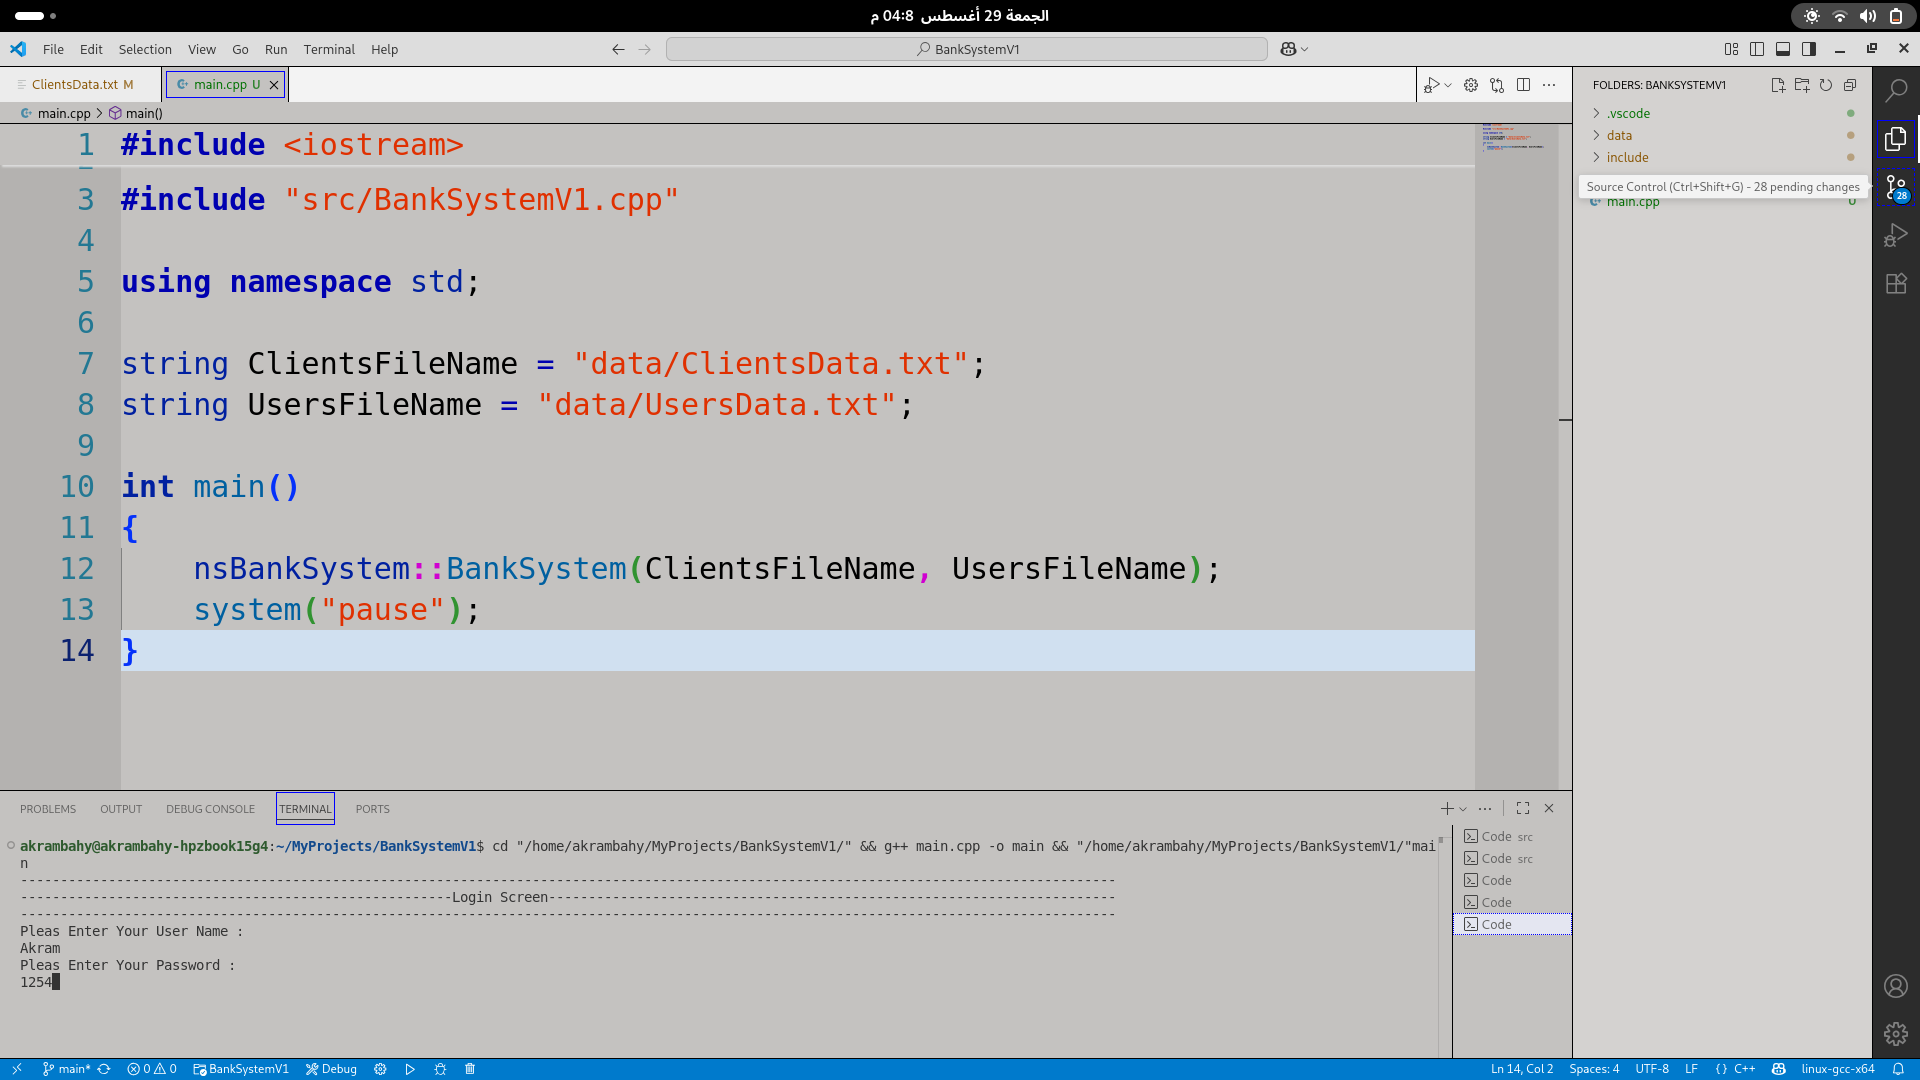 الجمعة 29 أغسطس 04:8 م
File Edit Selection View Go Run Terminal Help
BankSystemV1
ClientsData.txt M
main.cpp U
main.cpp > main()
1 #include <iostream>
3 #include "src/BankSystemV1.cpp"
4
5 using namespace std;
6
7 string ClientsFileName = "data/ClientsData.txt";
8 string UsersFileName = "data/UsersData.txt";
9
10 int main()
11 {
12 nsBankSystem::BankSystem(ClientsFileName, UsersFileName);
13 system("pause");
14 }
FOLDERS: BANKSYSTEMV1
.vscode
data
include
Source Control (Ctrl+Shift+G) - 28 pending changes
28
main.cpp U
PROBLEMS OUTPUT DEBUG CONSOLE TERMINAL PORTS
akrambahy@akrambahy-hpzbook15g4:~/MyProjects/BankSystemV1$ cd "/home/akrambahy/MyProjects/BankSystemV1/" && g++ main.cpp -o main && "/home/akrambahy/MyProjects/BankSystemV1/"mai
n
-----------------------------------------------------------------------------------------------------------------------------------------
------------------------------------------------------Login Screen-----------------------------------------------------------------------
-----------------------------------------------------------------------------------------------------------------------------------------
Pleas Enter Your User Name :
Akram
Pleas Enter Your Password :
1254
Code src
Code src
Code
Code
Code
main* 0 0 BankSystemV1 Debug
Ln 14, Col 2 Spaces: 4 UTF-8 LF {} C++ linux-gcc-x64